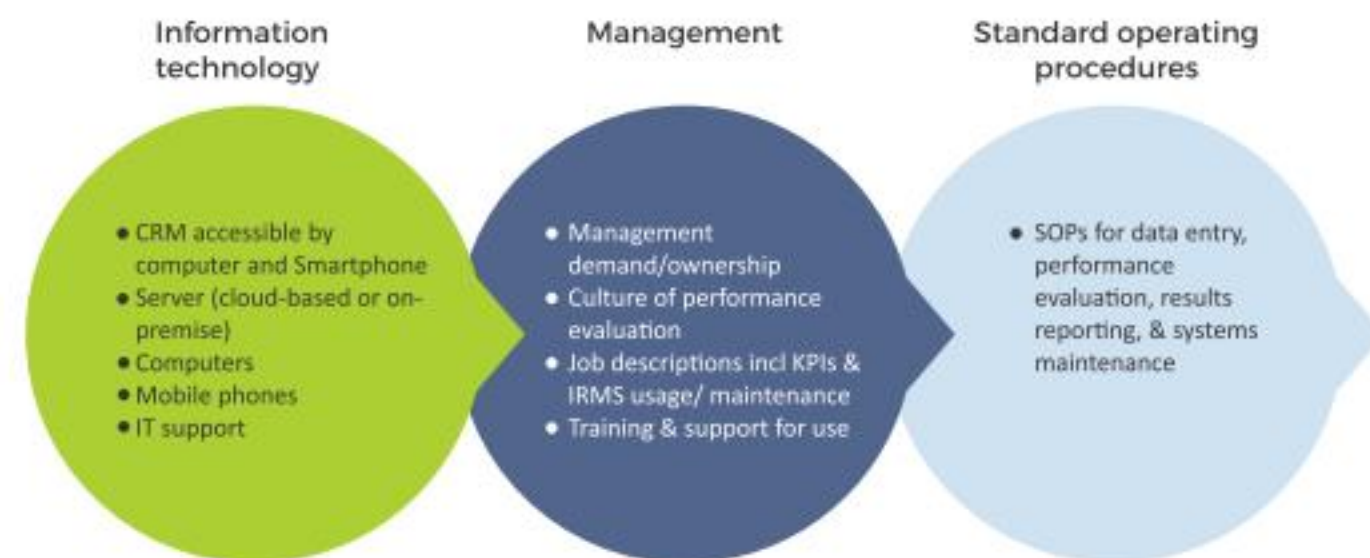 Information
technology
● CRM accessible by
computer and Smartphone
● Server (cloud-based or on-
premise)
● Computers
● Mobile phones
● IT support
Management
● Management
demand/ownership
● Culture of performance
evaluation
● Job descriptions incl KPIs &
IRMS usage/ maintenance
● Training & support for use
Standard operating
procedures
● SOPs for data entry,
performance
evaluation, results
reporting, & systems
maintenance